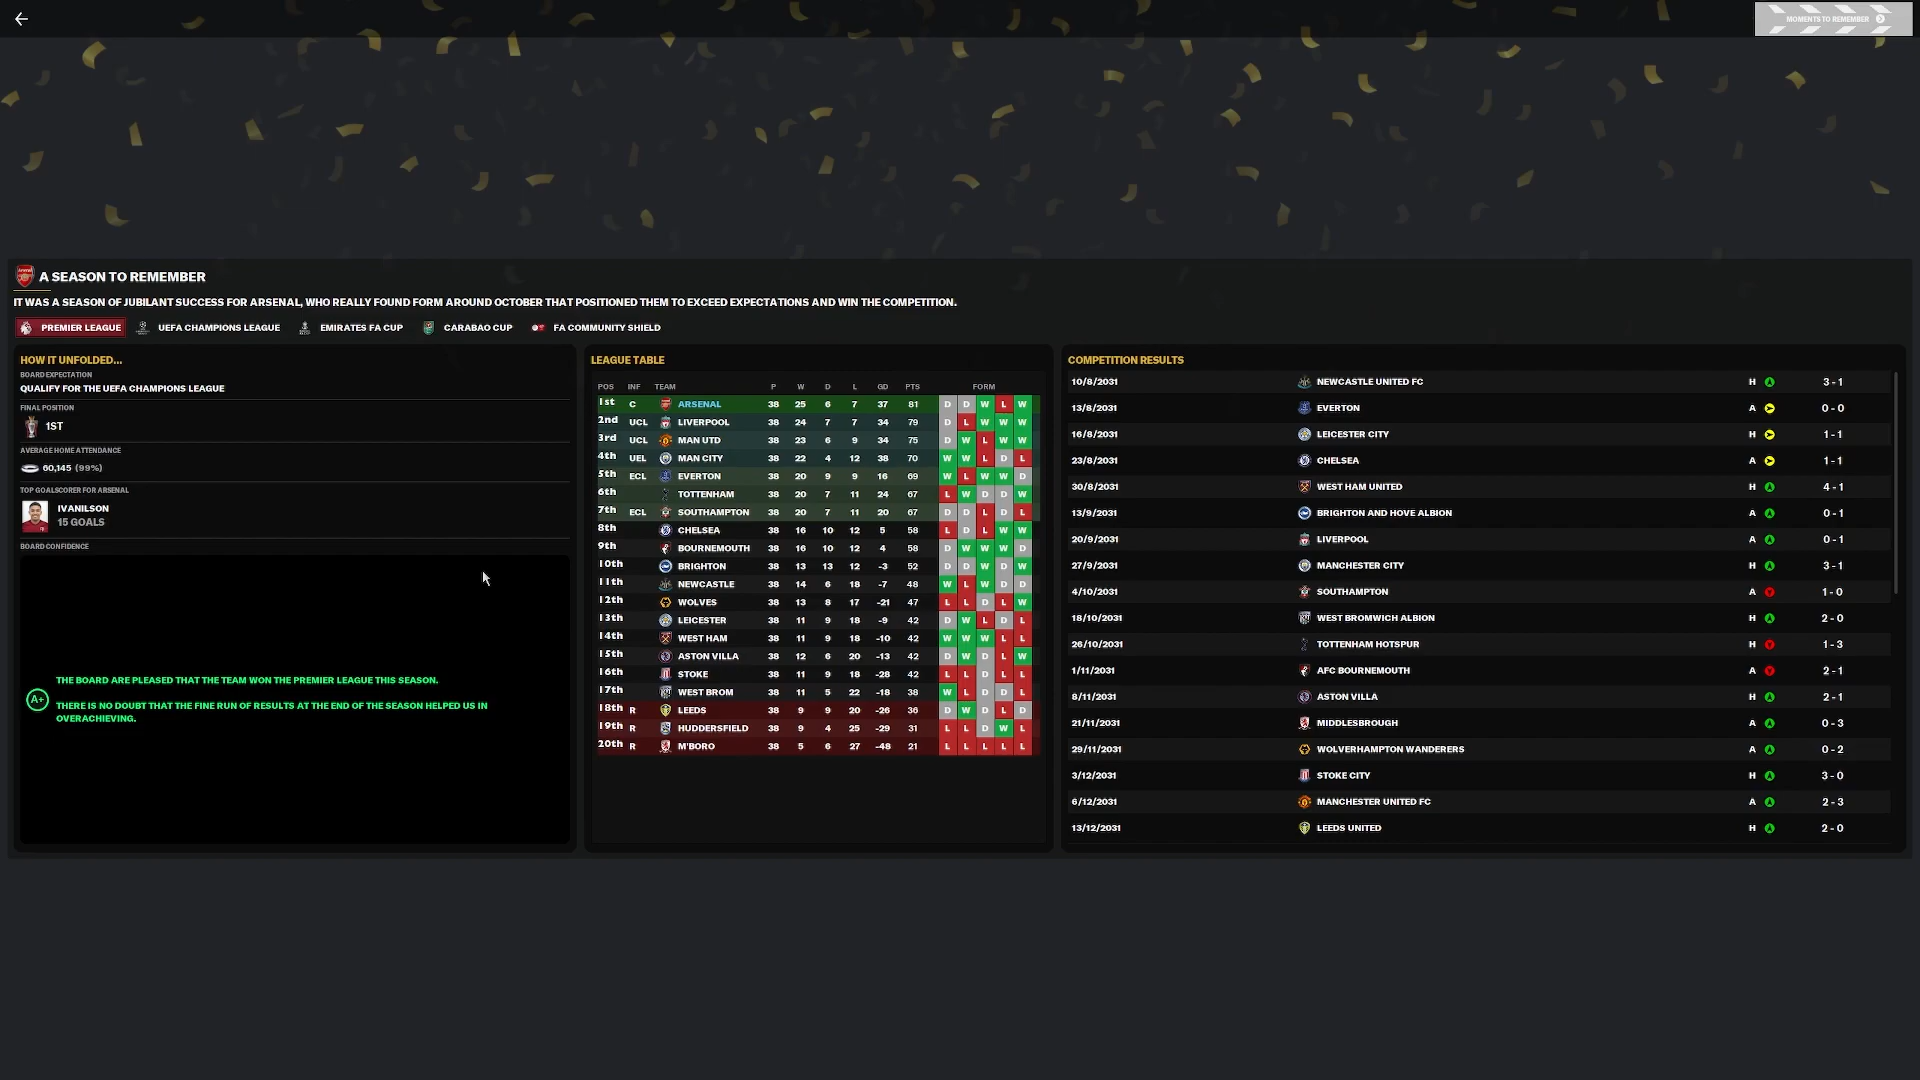 MOMENTS TO REMEMBER
A SEASON TO REMEMBER
IT WAS A SEASON OF JUBILANT SUCCESS FOR ARSENAL, WHO REALLY FOUND FORM AROUND OCTOBER THAT POSITIONED THEM TO EXCEED EXPECTATIONS AND WIN THE COMPETITION.
PREMIER LEAGUE UEFA CHAMPIONS LEAGUE EMIRATES FA CUP CARABAO CUP FA COMMUNITY SHIELD
HOW IT UNFOLDED...
BOARD EXPECTATION
QUALIFY FOR THE UEFA CHAMPIONS LEAGUE
FINAL POSITION
1ST
AVERAGE HOME ATTENDANCE
60,145 (99%)
TOP GOALSCORER FOR ARSENAL
IVANILSON
15 GOALS
BOARD CONFIDENCE
A+
THE BOARD ARE PLEASED THAT THE TEAM WON THE PREMIER LEAGUE THIS SEASON.
THERE IS NO DOUBT THAT THE FINE RUN OF RESULTS AT THE END OF THE SEASON HELPED US IN
OVERACHIEVING.
LEAGUE TABLE
POS INF TEAM P W D L GD PTS FORM
1st C ARSENAL 38 25 6 7 37 81 D D W L W
2nd UCL LIVERPOOL 38 24 7 7 34 79 D L W W W
3rd UCL MAN UTD 38 23 6 9 34 75 D W L W W
4th UEL MAN CITY 38 22 4 12 38 70 W W L D L
5th ECL EVERTON 38 20 9 9 16 69 W L W W D
6th TOTTENHAM 38 20 7 11 24 67 L W D D W
7th ECL SOUTHAMPTON 38 20 7 11 20 67 D D L D L
8th CHELSEA 38 16 10 12 5 58 L D L W W
9th BOURNEMOUTH 38 16 10 12 4 58 D W W W D
10th BRIGHTON 38 13 13 12 -3 52 D D W D W
11th NEWCASTLE 38 14 6 18 -7 48 W L W D D
12th WOLVES 38 13 8 17 -21 47 L L D L W
13th LEICESTER 38 11 9 18 -9 42 D W L D L
14th WEST HAM 38 11 9 18 -10 42 W W W L L
15th ASTON VILLA 38 12 6 20 -13 42 D W D L W
16th STOKE 38 11 9 18 -28 42 L L D L L
17th WEST BROM 38 11 5 22 -18 38 W L D D L
18th R LEEDS 38 9 9 20 -26 36 D W D L D
19th R HUDDERSFIELD 38 9 4 25 -29 31 L L D W L
20th R M'BORO 38 5 6 27 -48 21 L L L L L
COMPETITION RESULTS
10/8/2031 NEWCASTLE UNITED FC H 3 - 1
13/8/2031 EVERTON A 0 - 0
16/8/2031 LEICESTER CITY H 1 - 1
23/8/2031 CHELSEA A 1 - 1
30/8/2031 WEST HAM UNITED H 4 - 1
13/9/2031 BRIGHTON AND HOVE ALBION A 0 - 1
20/9/2031 LIVERPOOL A 0 - 1
27/9/2031 MANCHESTER CITY H 3 - 1
4/10/2031 SOUTHAMPTON A 1 - 0
18/10/2031 WEST BROMWICH ALBION H 2 - 0
26/10/2031 TOTTENHAM HOTSPUR H 1 - 3
1/11/2031 AFC BOURNEMOUTH A 2 - 1
8/11/2031 ASTON VILLA H 2 - 1
21/11/2031 MIDDLESBROUGH A 0 - 3
29/11/2031 WOLVERHAMPTON WANDERERS A 0 - 2
3/12/2031 STOKE CITY H 3 - 0
6/12/2031 MANCHESTER UNITED FC A 2 - 3
13/12/2031 LEEDS UNITED H 2 - 0